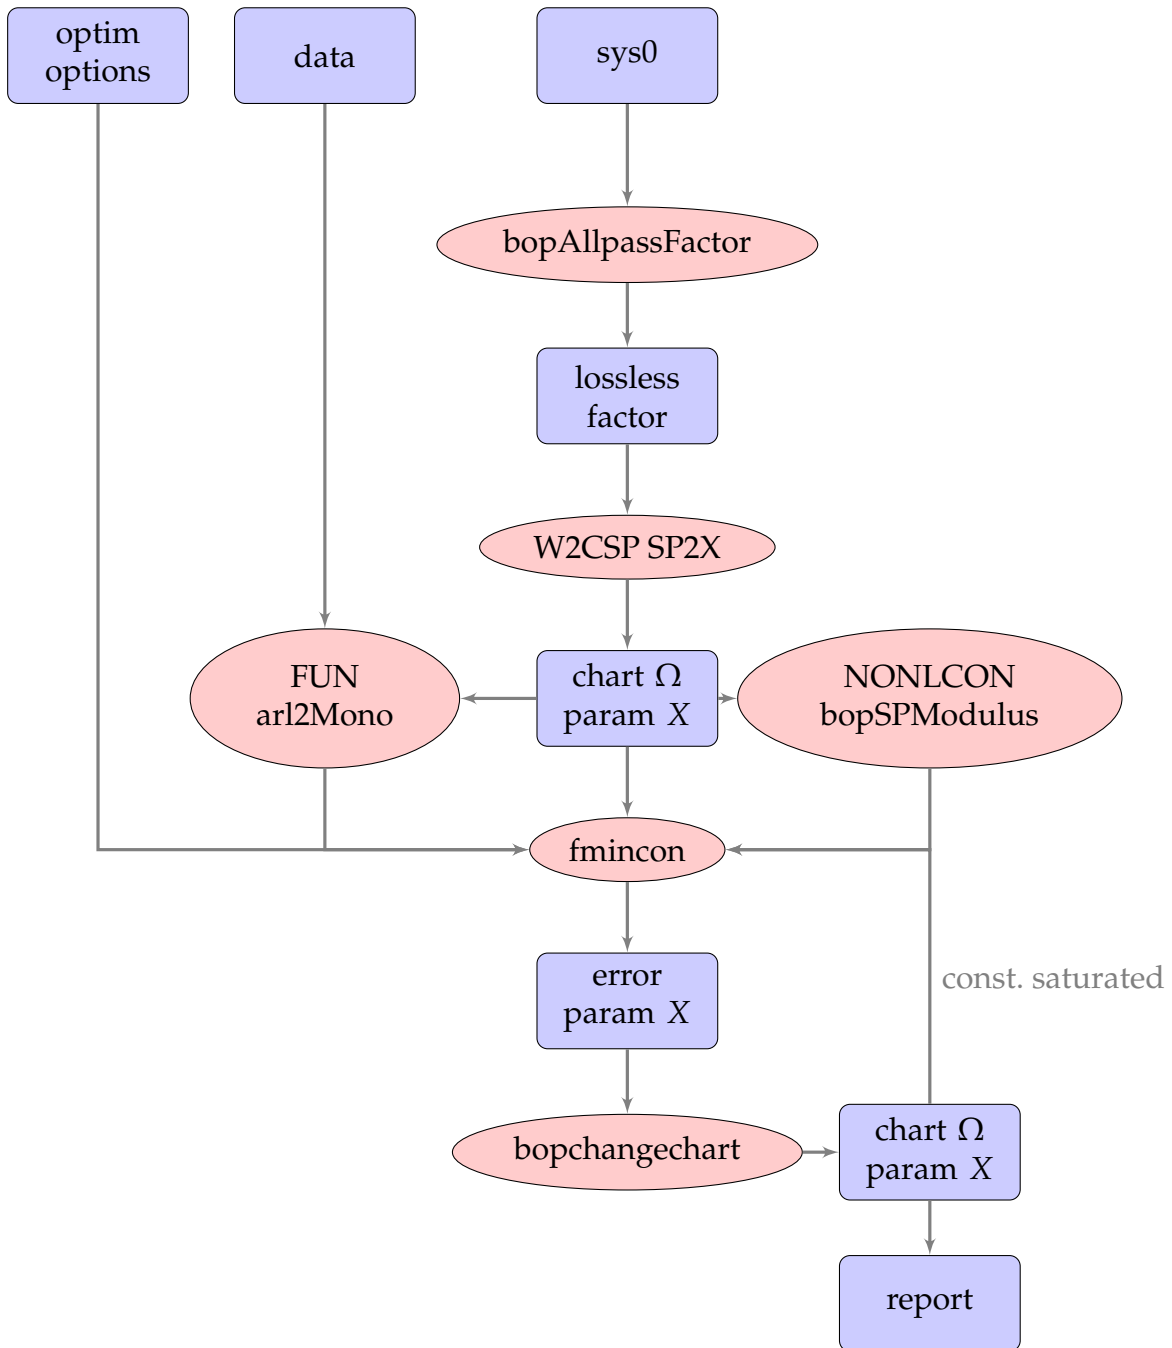 optim
options
data
sys0
bopAllpassFactor
lossless
factor
W2CSP SP2X
FUN
arl2Mono
chart Ω
param X
NONLCON
bopSPModulus
fmincon
error
param X
const. saturated
bopchangechart
chart Ω
param X
report